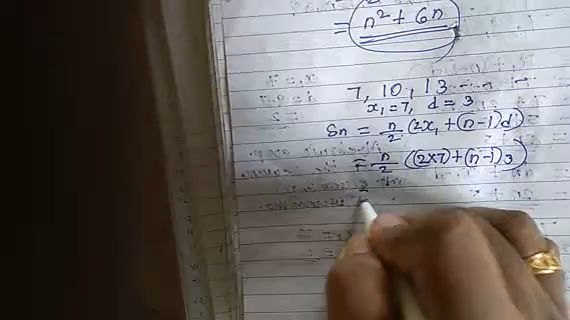 = n² + 6n
7, 10, 13
x₁ = 7, d = 3
Sn = n/2 (2x₁ + (n-1)d)
= n/2 ((2×7) + (n-1)3)